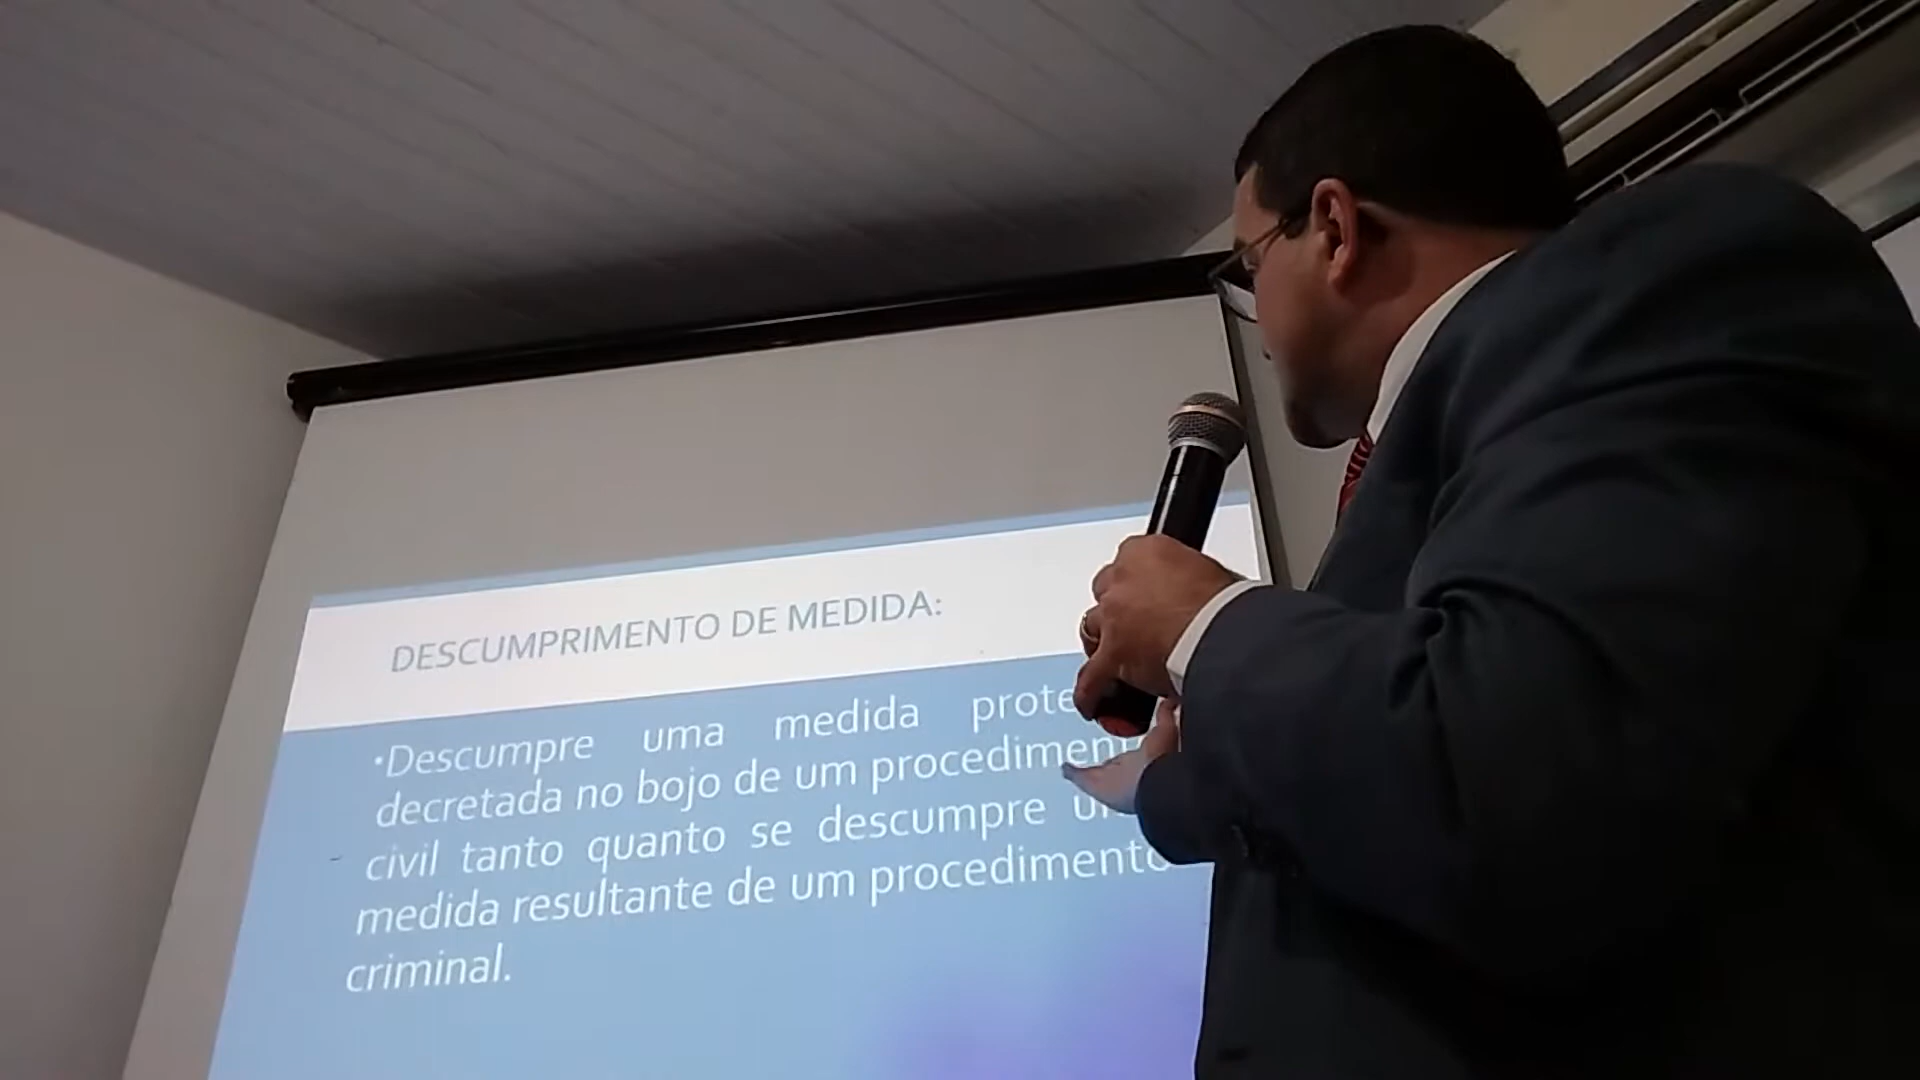 DESCUMPRIMENTO DE MEDIDA:
•Descumpre uma medida
decretada no bojo de um
civil tanto quanto se descumpre
medida resultante de um procedimento
criminal.